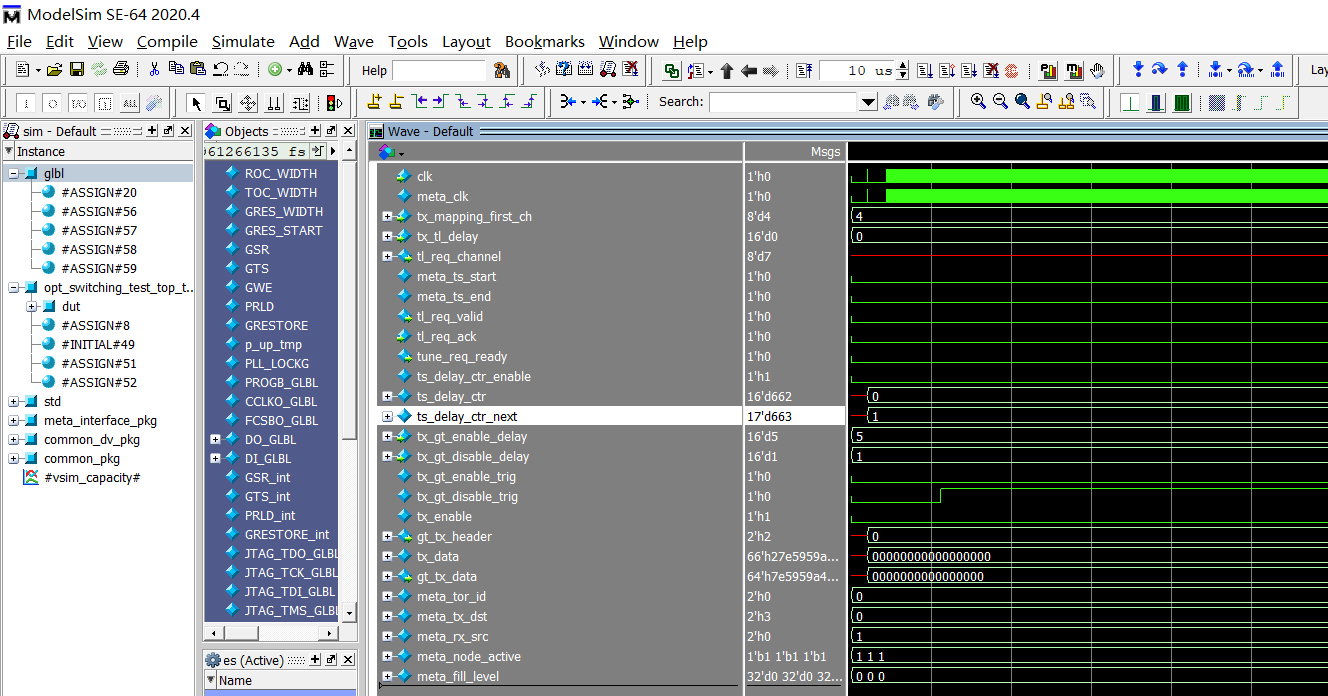 ModelSim SE-64 2020.4
File Edit View Compile Simulate Add Wave Tools Layout Bookmarks Window Help
Help 10 us
ALL Search:
sim - Default
Instance
glbl
#ASSIGN#20
#ASSIGN#56
#ASSIGN#57
#ASSIGN#58
#ASSIGN#59
opt_switching_test_top_t..
dut
#ASSIGN#8
#INITIAL#49
#ASSIGN#51
#ASSIGN#52
std
meta_interface_pkg
common_dv_pkg
common_pkg
#vsim_capacity#
Objects
61266135 fs
ROC_WIDTH
TOC_WIDTH
GRES_WIDTH
GRES_START
GSR
GTS
GWE
PRLD
GRESTORE
p_up_tmp
PLL_LOCKG
PROGB_GLBL
CCLKO_GLBL
FCSBO_GLBL
DO_GLBL
DI_GLBL
GSR_int
GTS_int
PRLD_int
GRESTORE_int
JTAG_TDO_GLBL
JTAG_TCK_GLBL
JTAG_TDI_GLBL
JTAG_TMS_GLBL
es (Active)
Name
Wave - Default
Msgs
clk 1'h0
meta_clk 1'h0
tx_mapping_first_ch 8'd4 4
tx_tl_delay 16'd0 0
tl_req_channel 8'd7
meta_ts_start 1'h0
meta_ts_end 1'h0
tl_req_valid 1'h0
tl_req_ack 1'h0
tune_req_ready 1'h0
ts_delay_ctr_enable 1'h1
ts_delay_ctr 16'd662 0
ts_delay_ctr_next 17'd663 1
tx_gt_enable_delay 16'd5 5
tx_gt_disable_delay 16'd1 1
tx_gt_enable_trig 1'h0
tx_gt_disable_trig 1'h0
tx_enable 1'h1
gt_tx_header 2'h2 0
tx_data 66'h27e5959a... 00000000000000000
gt_tx_data 64'h7e5959a4... 0000000000000000
meta_tor_id 2'h0 0
meta_tx_dst 2'h3 0
meta_rx_src 2'h0 1
meta_node_active 1'b1 1'b1 1'b1 1 1 1
meta_fill_level 32'd0 32'd0 32... 0 0 0